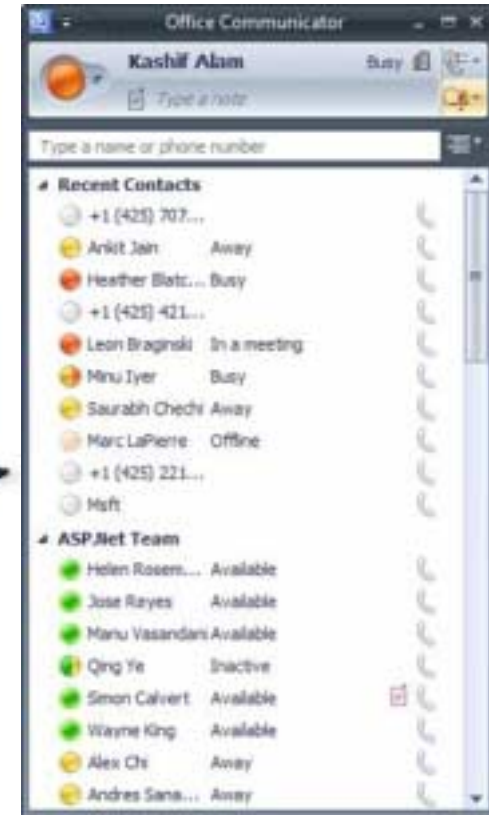 Office Communicator
Kashif Alam Busy
Type a note
Type a name or phone number
Recent Contacts
+1 (425) 707...
Ankit Jain Away
Heather Blatc... Busy
+1 (425) 421...
Leon Braginski In a meeting
Minu Iyer Busy
Saurabh Chechi Away
Marc LaPierre Offline
+1 (425) 221...
Msft
ASP.Net Team
Helen Rosem... Available
Jose Reyes Available
Manu Vasandani Available
Qing Ye Inactive
Simon Calvert Available
Wayne King Available
Alex Chi Away
Andres Sana... Away